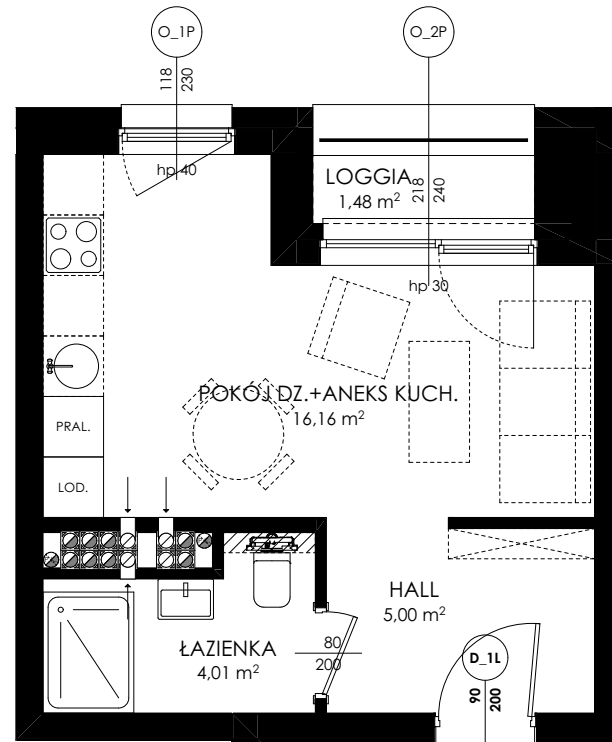 O_1P
O_2P
118
230
hp 40
LOGGIA
1,48 m²
218
240
hp 30
POKÓJ DZ.+ANEKS KUCH.
16,16 m²
PRAL.
LOD.
HALL
5,00 m²
ŁAZIENKA
4,01 m²
80
200
D_1L
90
200